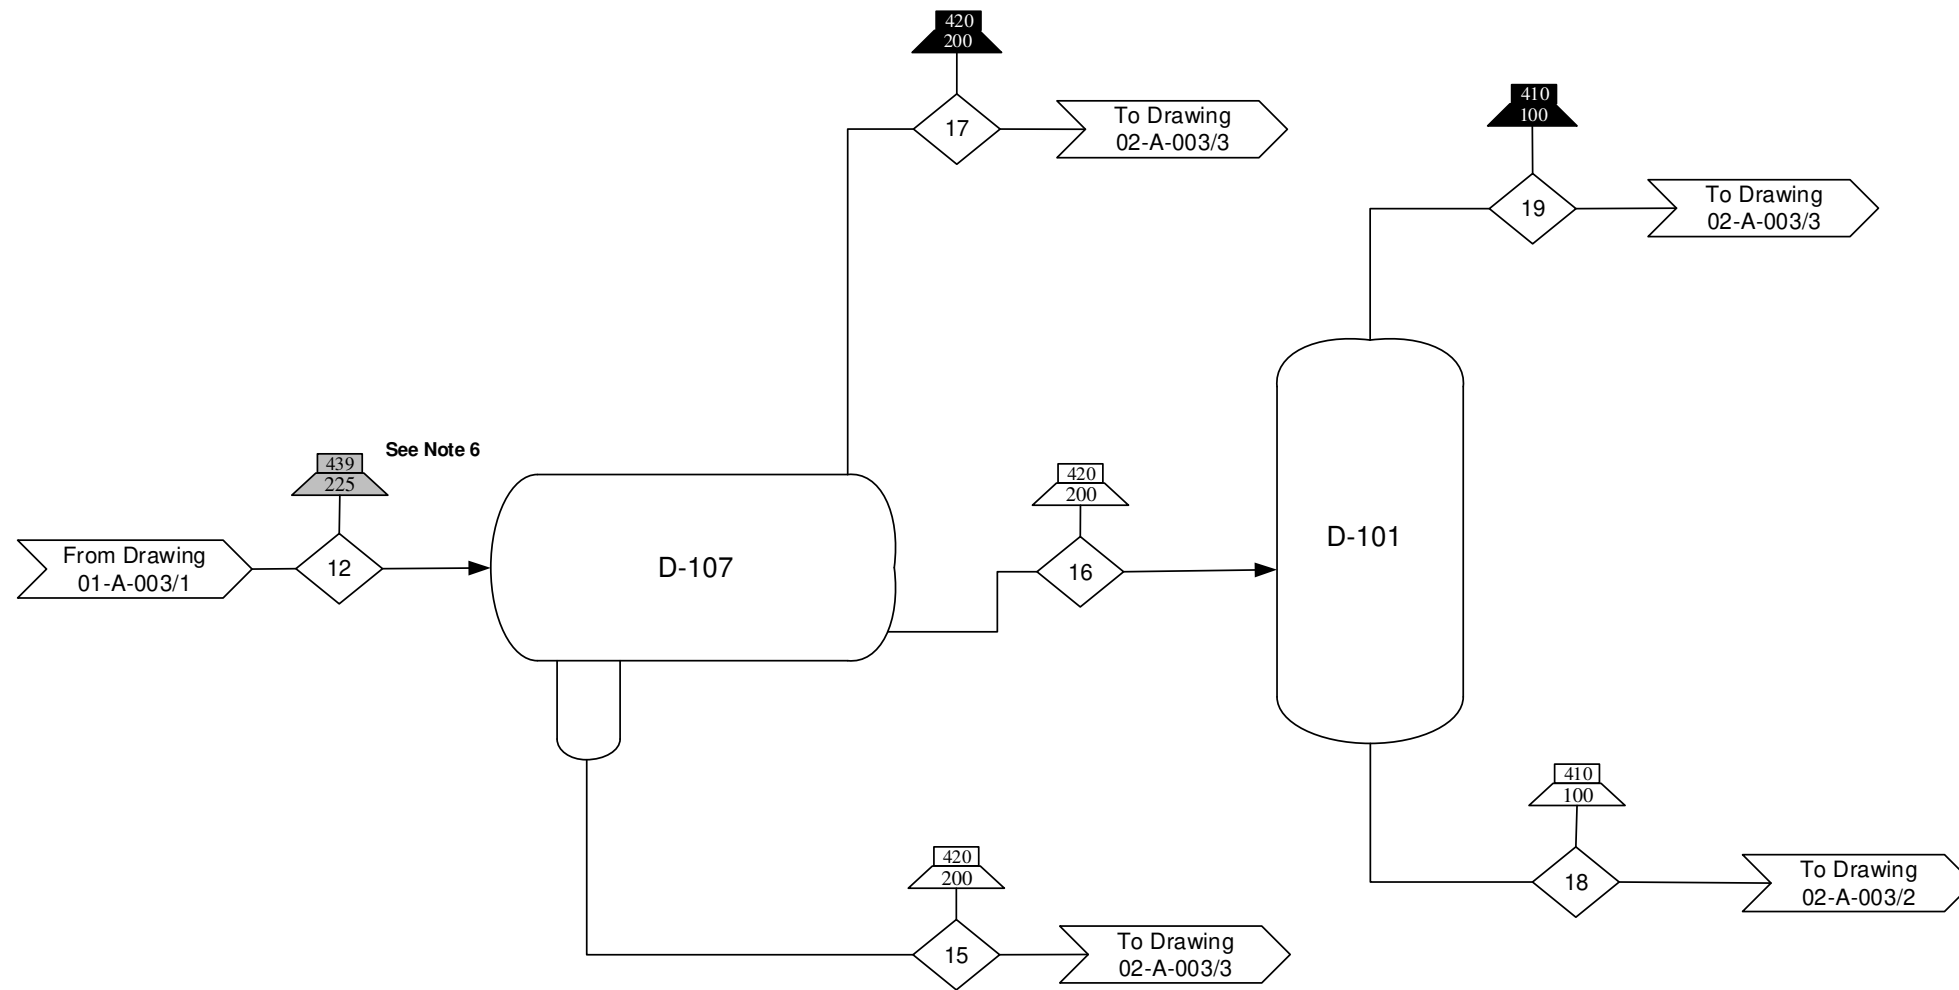 420
200
17
To Drawing
02-A-003/3
410
100
19
To Drawing
02-A-003/3
439
225
See Note 6
From Drawing
01-A-003/1
12
D-107
420
200
16
D-101
410
100
18
To Drawing
02-A-003/2
420
200
15
To Drawing
02-A-003/3